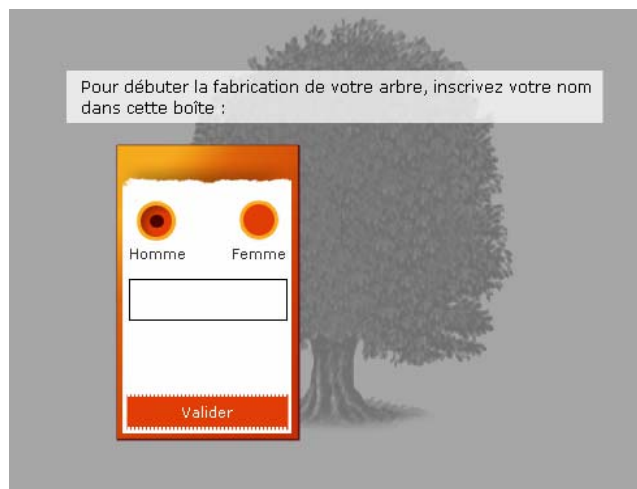 Pour débuter la fabrication de votre arbre, inscrivez votre nom
dans cette boîte :
Homme Femme
Valider